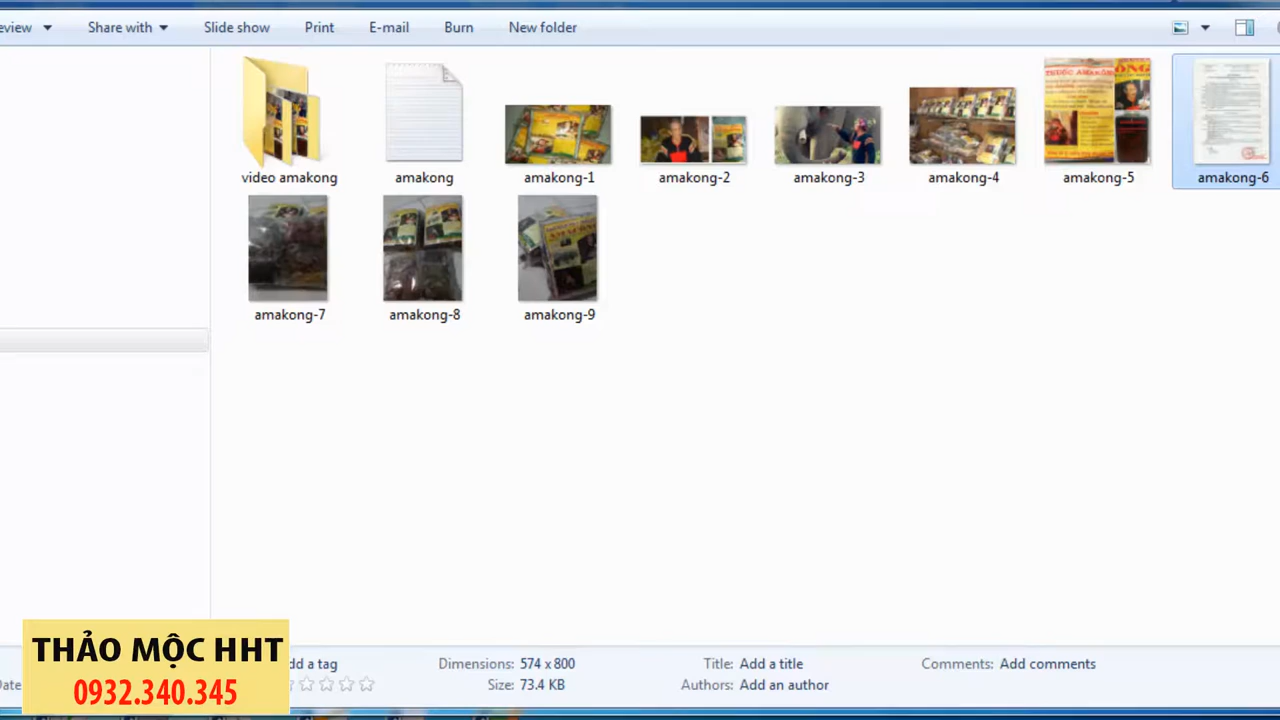 eview
Share with
Slide show
Print
E-mail
Burn
New folder
video amakong
amakong
amakong-1
amakong-2
amakong-3
amakong-4
THUỐC AMAKÔNG
amakong-5
amakong-6
amakong-7
amakong-8
amakong-9
dd a tag
Dimensions: 574 x 800
Title: Add a title
Comments: Add comments
Date
Size: 73.4 KB
Authors: Add an author
THẢO MỘC HHT
0932.340.345